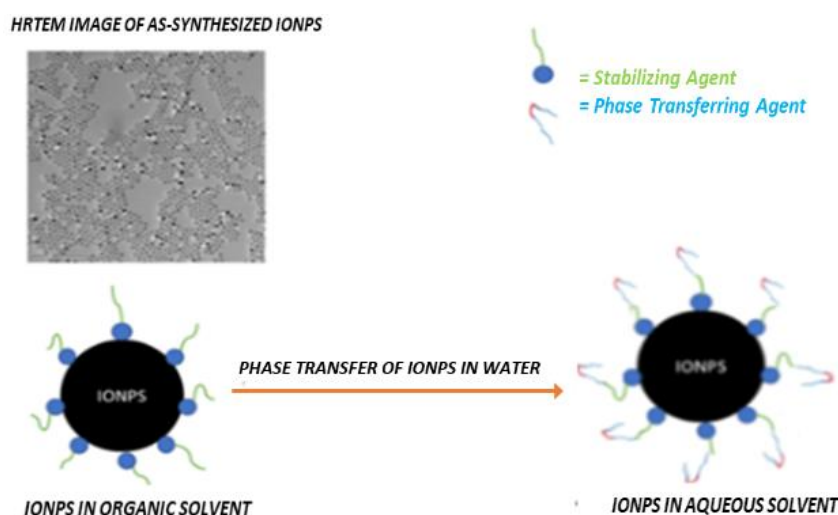 HRTEM IMAGE OF AS-SYNTHESIZED IONPS
= Stabilizing Agent
= Phase Transferring Agent
IONPS
PHASE TRANSFER OF IONPS IN WATER
IONPS
IONPS IN ORGANIC SOLVENT
IONPS IN AQUEOUS SOLVENT